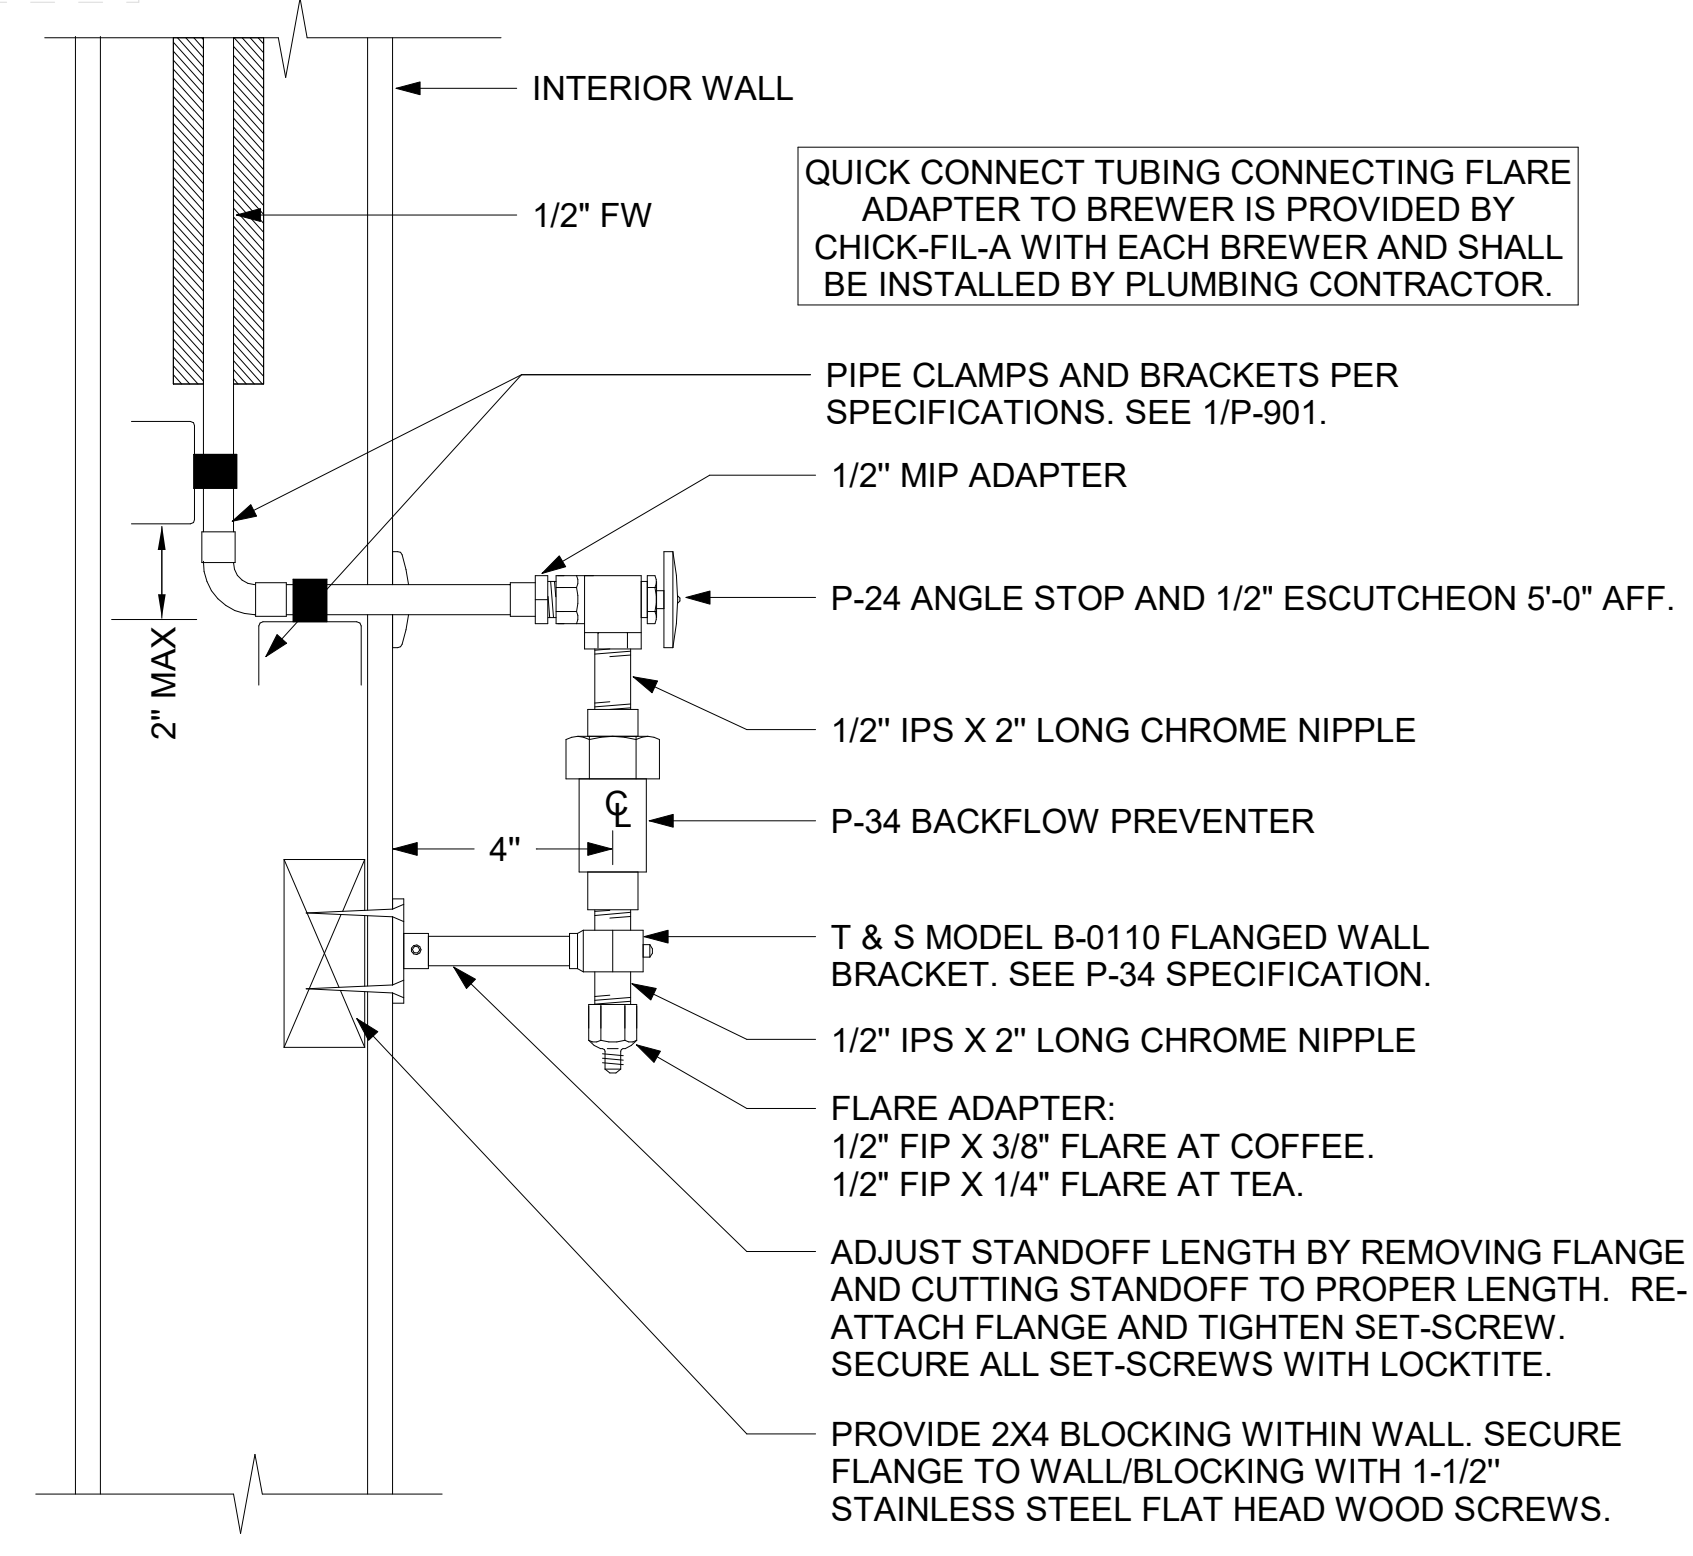 INTERIOR WALL
QUICK CONNECT TUBING CONNECTING FLARE
ADAPTER TO BREWER IS PROVIDED BY
CHICK-FIL-A WITH EACH BREWER AND SHALL
BE INSTALLED BY PLUMBING CONTRACTOR.
1/2" FW
PIPE CLAMPS AND BRACKETS PER
SPECIFICATIONS. SEE 1/P-901.
1/2" MIP ADAPTER
P-24 ANGLE STOP AND 1/2" ESCUTCHEON 5'-0" AFF.
2" MAX
1/2" IPS X 2" LONG CHROME NIPPLE
CL
P-34 BACKFLOW PREVENTER
4"
T & S MODEL B-0110 FLANGED WALL
BRACKET. SEE P-34 SPECIFICATION.
1/2" IPS X 2" LONG CHROME NIPPLE
FLARE ADAPTER:
1/2" FIP X 3/8" FLARE AT COFFEE.
1/2" FIP X 1/4" FLARE AT TEA.
ADJUST STANDOFF LENGTH BY REMOVING FLANGE
AND CUTTING STANDOFF TO PROPER LENGTH. RE-
ATTACH FLANGE AND TIGHTEN SET-SCREW.
SECURE ALL SET-SCREWS WITH LOCKTITE.
PROVIDE 2X4 BLOCKING WITHIN WALL. SECURE
FLANGE TO WALL/BLOCKING WITH 1-1/2"
STAINLESS STEEL FLAT HEAD WOOD SCREWS.